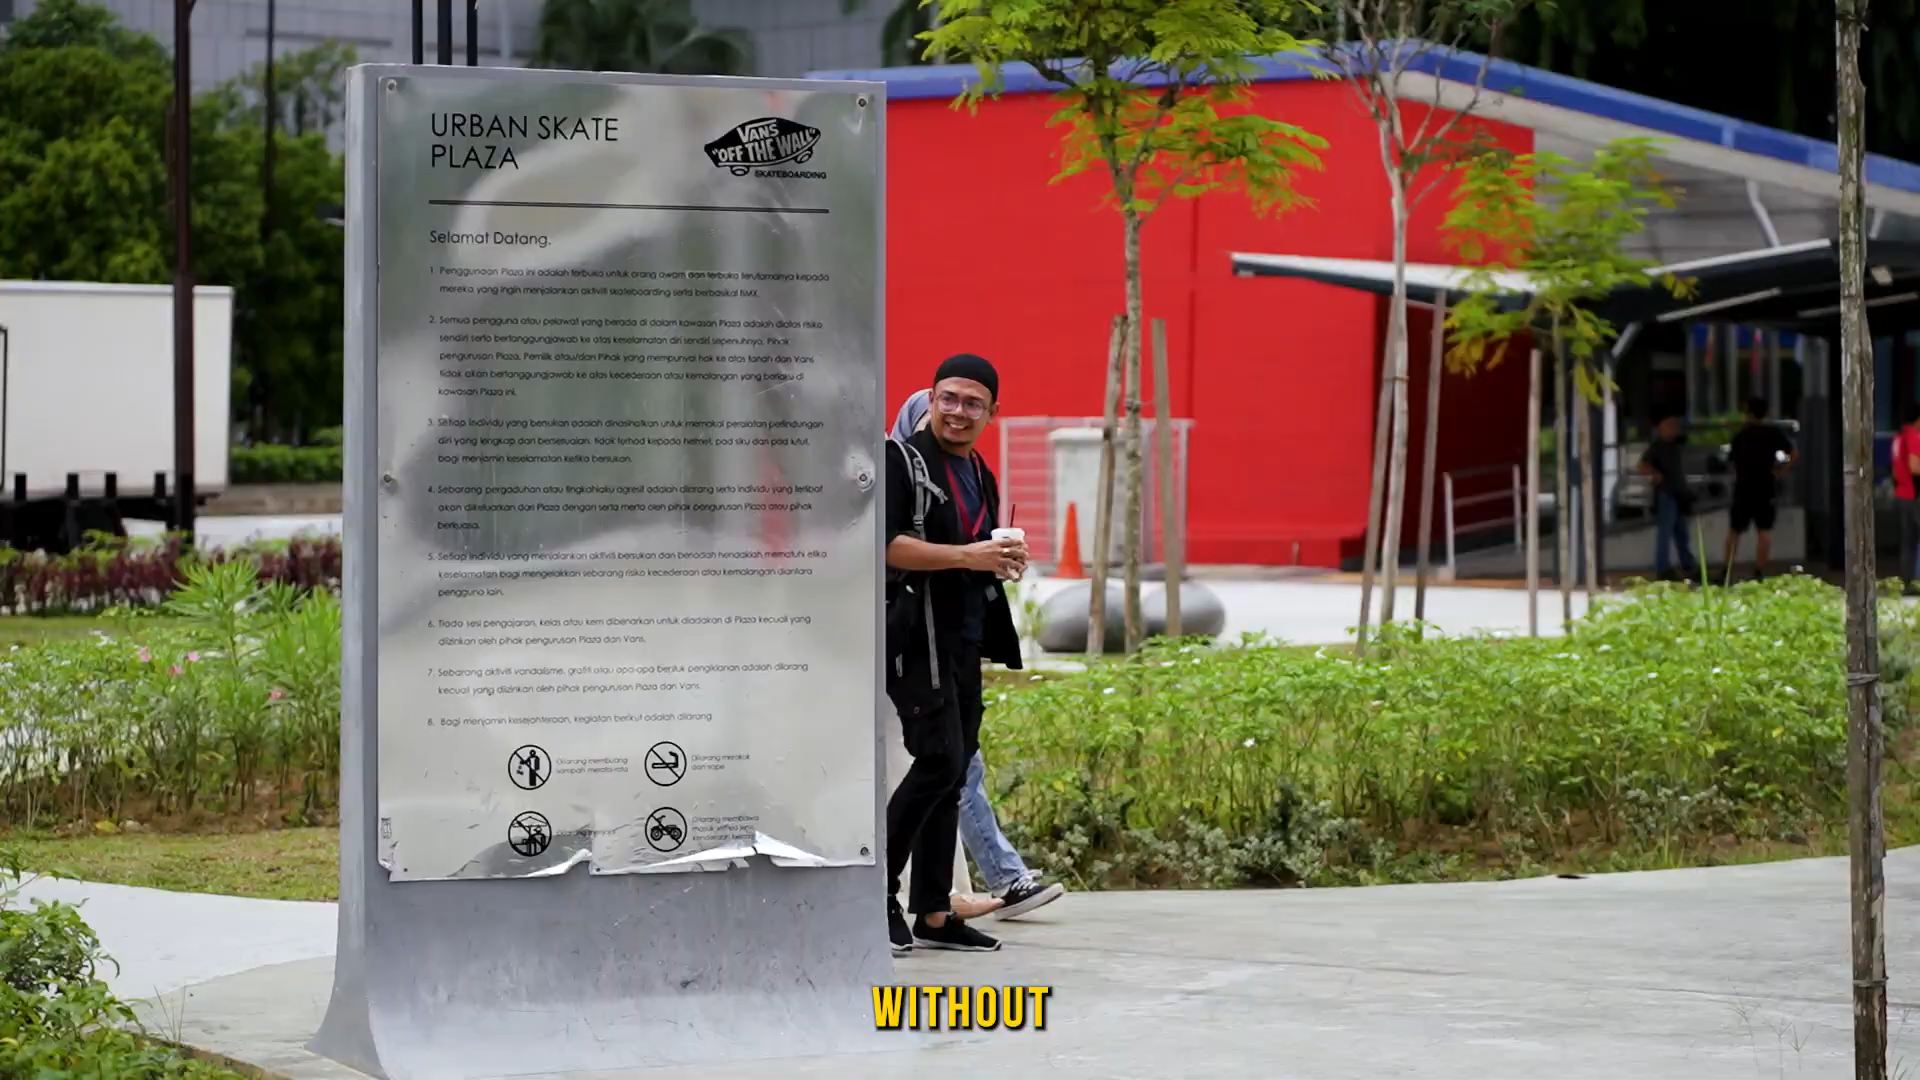 URBAN SKATE
PLAZA
VANS
"OFF THE WALL"
SKATEBOARDING
Selamat Datang.
1. Penggunaan Plaza ini adalah terbuka untuk orang awam dan terbuka terutamanya kepada
mereka yang ingin menjalankan aktiviti skateboarding serta berbasikal BMX.
2. Semua pengguna atau pelawat yang berada di dalam kawasan Plaza adalah diatas risiko
sendiri serta bertanggungjawab ke atas keselamatan diri sendiri sepenuhnya. Pihak
pengurusan Plaza, Pemilik atau/dan Pihak yang mempunyai hak ke atas tanah dan Vans
tidak akan bertanggungjawab ke atas kecederaan atau kemalangan yang berlaku di
kawasan Plaza ini.
3. Setiap individu yang bersukan adalah dinasihatkan untuk memakai peralatan perlindungan
diri yang lengkap dan bersesuaian, tidak terhad kepada helmet, pad siku dan pad lutut,
bagi menjamin keselamatan ketika bersukan.
4. Sebarang pergaduhan atau tingkahlaku agresif adalah dilarang serta individu yang terlibat
akan dikeluarkan dari Plaza dengan serta merta oleh pihak pengurusan Plaza atau pihak
berkuasa.
5. Setiap individu yang menjalankan aktiviti bersukan dan beriadah hendaklah mematuhi etika
keselamatan bagi mengelakkan sebarang risiko kecederaan atau kemalangan diantara
pengguna lain.
6. Tiada sesi pengajaran, kelas atau kem dibenarkan untuk diadakan di Plaza kecuali yang
diizinkan oleh pihak pengurusan Plaza dan Vans.
7. Sebarang aktiviti vandalisme, grafiti atau apa-apa bentuk pengiklanan adalah dilarang
kecuali yang diizinkan oleh pihak pengurusan Plaza dan Vans.
8. Bagi menjamin kesejahteraan, kegiatan berikut adalah dilarang
Dilarang membuang
sampah merata-rata
Dilarang merokok
dan vape
Dilarang
Dilarang membawa
masuk
kenderaan
WITHOUT